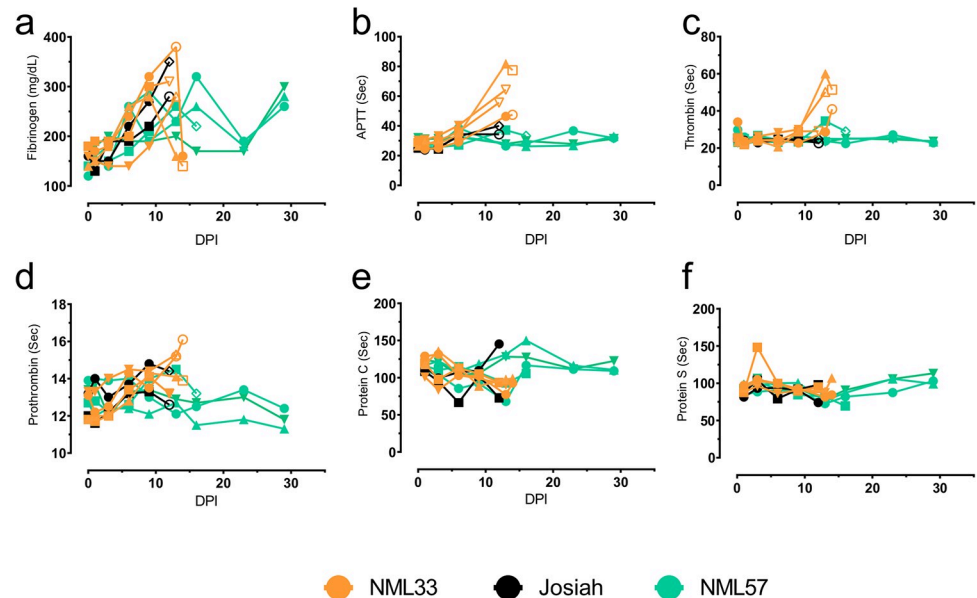 a
b
c
400
300
200
100
Fibrinogen (mg/dL)
0 10 20 30
DPI
100
80
60
40
20
0
APTT (Sec)
0 10 20 30
DPI
80
60
40
20
0
Thrombin (Sec)
0 10 20 30
DPI
d
e
f
18
16
14
12
10
Prothrombin (Sec)
0 10 20 30
DPI
200
150
100
50
0
Protein C (Sec)
0 10 20 30
200
150
100
50
0
Protein S (Sec)
0 10 20 30
NML33 Josiah NML57